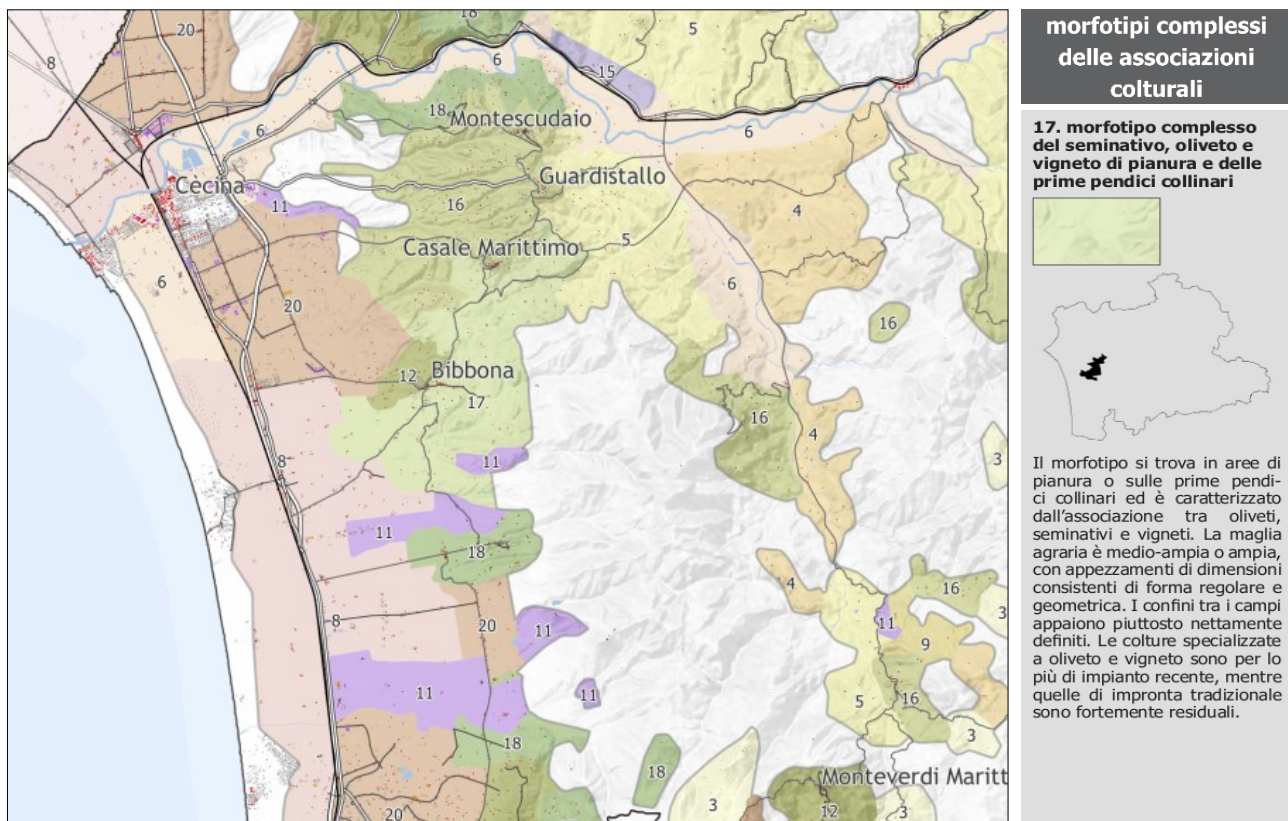 18
20
5
8
6
15
18
Montescudaio
6
6
Cecina
Guardistallo
11
16
4
5
Casale Marittimo
6
6
20
16
Bibbona
12
17
16
4
8
11
3
11
18
4
16
3
8
20
11
11
9
11
11
5
16
3
18
18
Monteverdi Maritt
3
12
3
20
morfotipi complessi
delle associazioni
colturali
17. morfotipo complesso
del seminativo, oliveto e
vigneto di pianura e delle
prime pendici collinari
Il morfotipo si trova in aree di
pianura o sulle prime pendi-
ci collinari ed è caratterizzato
dall'associazione tra oliveti,
seminativi e vigneti. La maglia
agraria è medio-ampia o ampia,
con appezzamenti di dimensioni
consistenti di forma regolare e
geometrica. I confini tra i campi
appaiono piuttosto nettamente
definiti. Le colture specializzate
a oliveto e vigneto sono per lo
più di impianto recente, mentre
quelle di impronta tradizionale
sono fortemente residuali.